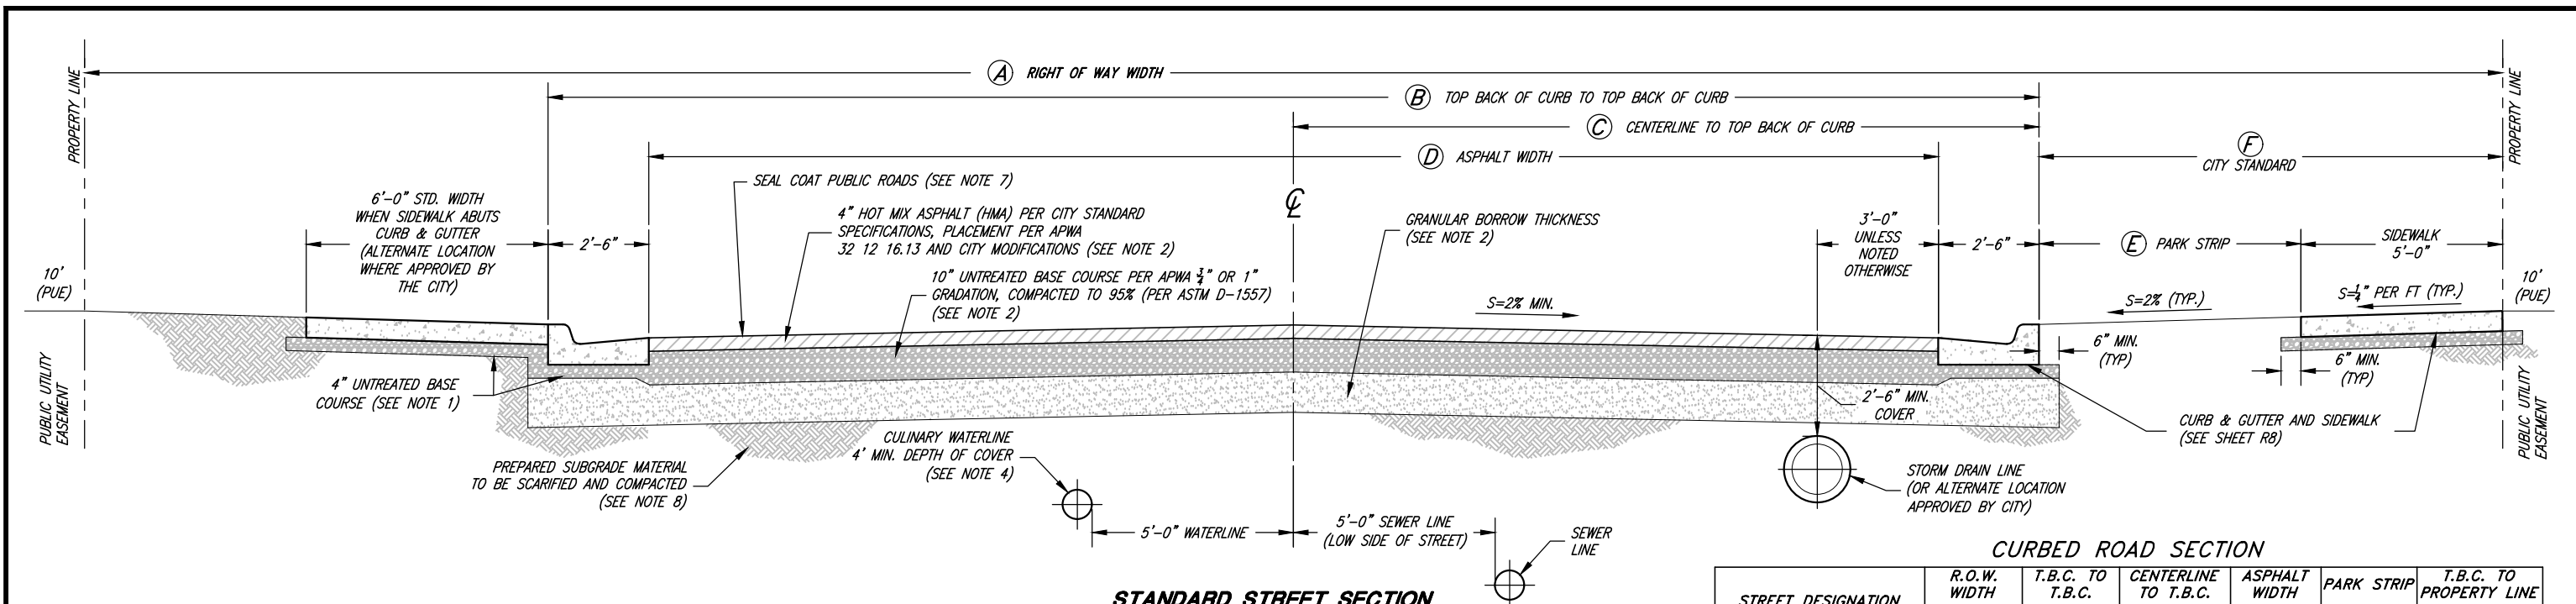 PROPERTY LINE
Ⓐ RIGHT OF WAY WIDTH
PROPERTY LINE
Ⓑ TOP BACK OF CURB TO TOP BACK OF CURB
Ⓒ CENTERLINE TO TOP BACK OF CURB
Ⓓ ASPHALT WIDTH
Ⓕ
CITY STANDARD
6'-0" STD. WIDTH
WHEN SIDEWALK ABUTS
CURB & GUTTER
(ALTERNATE LOCATION
WHERE APPROVED BY
THE CITY)
2'-6"
SEAL COAT PUBLIC ROADS (SEE NOTE 7)
4" HOT MIX ASPHALT (HMA) PER CITY STANDARD
SPECIFICATIONS, PLACEMENT PER APWA
32 12 16.13 AND CITY MODIFICATIONS (SEE NOTE 2)
10" UNTREATED BASE COURSE PER APWA 3/4" OR 1"
GRADATION, COMPACTED TO 95% (PER ASTM D-1557)
(SEE NOTE 2)
℄
GRANULAR BORROW THICKNESS
(SEE NOTE 2)
3'-0"
UNLESS
NOTED
OTHERWISE
2'-6"
Ⓔ PARK STRIP
SIDEWALK
5'-0"
10'
(PUE)
10'
(PUE)
S=2% MIN.
S=2% (TYP.)
S=1/4" PER FT (TYP.)
6" MIN.
(TYP)
6" MIN.
(TYP)
PUBLIC UTILITY
EASEMENT
4" UNTREATED BASE
COURSE (SEE NOTE 1)
2'-6" MIN.
COVER
CURB & GUTTER AND SIDEWALK
(SEE SHEET R8)
PUBLIC UTILITY
EASEMENT
PREPARED SUBGRADE MATERIAL
TO BE SCARIFIED AND COMPACTED
(SEE NOTE 8)
CULINARY WATERLINE
4' MIN. DEPTH OF COVER
(SEE NOTE 4)
STORM DRAIN LINE
(OR ALTERNATE LOCATION
APPROVED BY CITY)
5'-0" WATERLINE
5'-0" SEWER LINE
(LOW SIDE OF STREET)
SEWER
LINE
STANDARD STREET SECTION
CURBED ROAD SECTION
STREET DESIGNATION
R.O.W.
WIDTH
T.B.C. TO
T.B.C.
CENTERLINE
TO T.B.C.
ASPHALT
WIDTH
PARK STRIP
T.B.C. TO
PROPERTY LINE